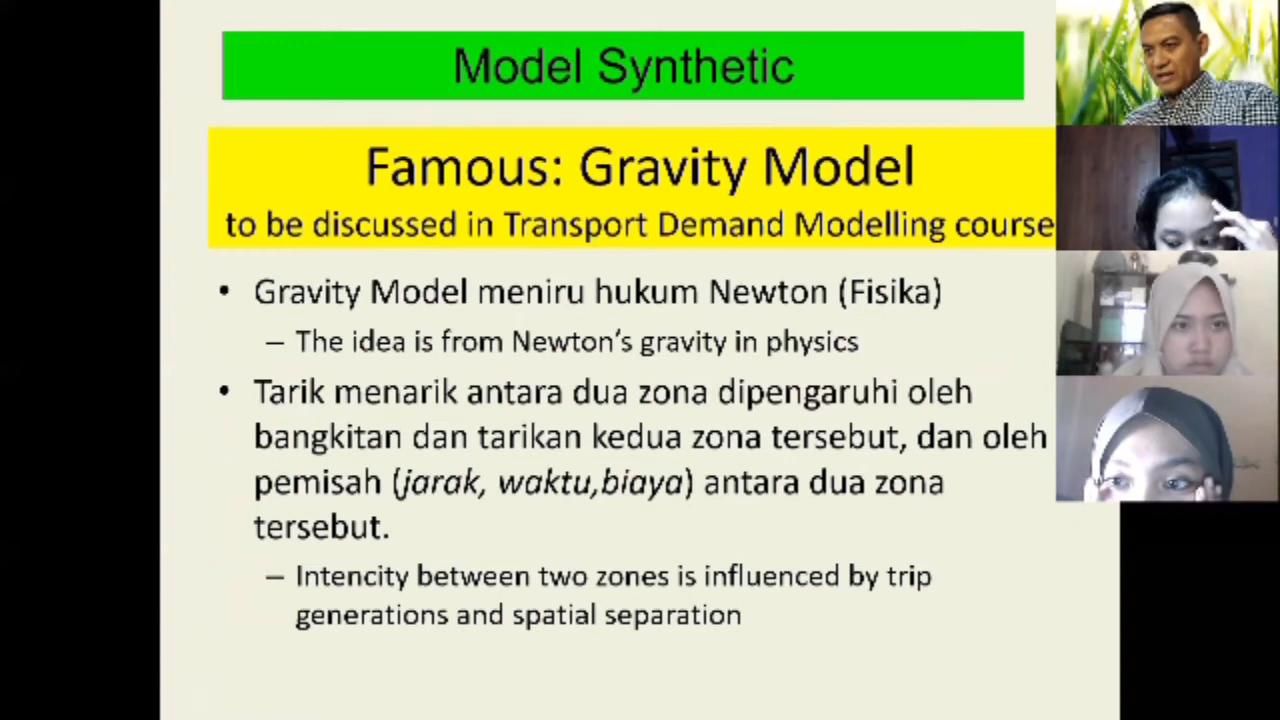 Model Synthetic
Famous: Gravity Model
to be discussed in Transport Demand Modelling course
• Gravity Model meniru hukum Newton (Fisika)
– The idea is from Newton's gravity in physics
• Tarik menarik antara dua zona dipengaruhi oleh
bangkitan dan tarikan kedua zona tersebut, dan oleh
pemisah (jarak, waktu,biaya) antara dua zona
tersebut.
– Intencity between two zones is influenced by trip
generations and spatial separation